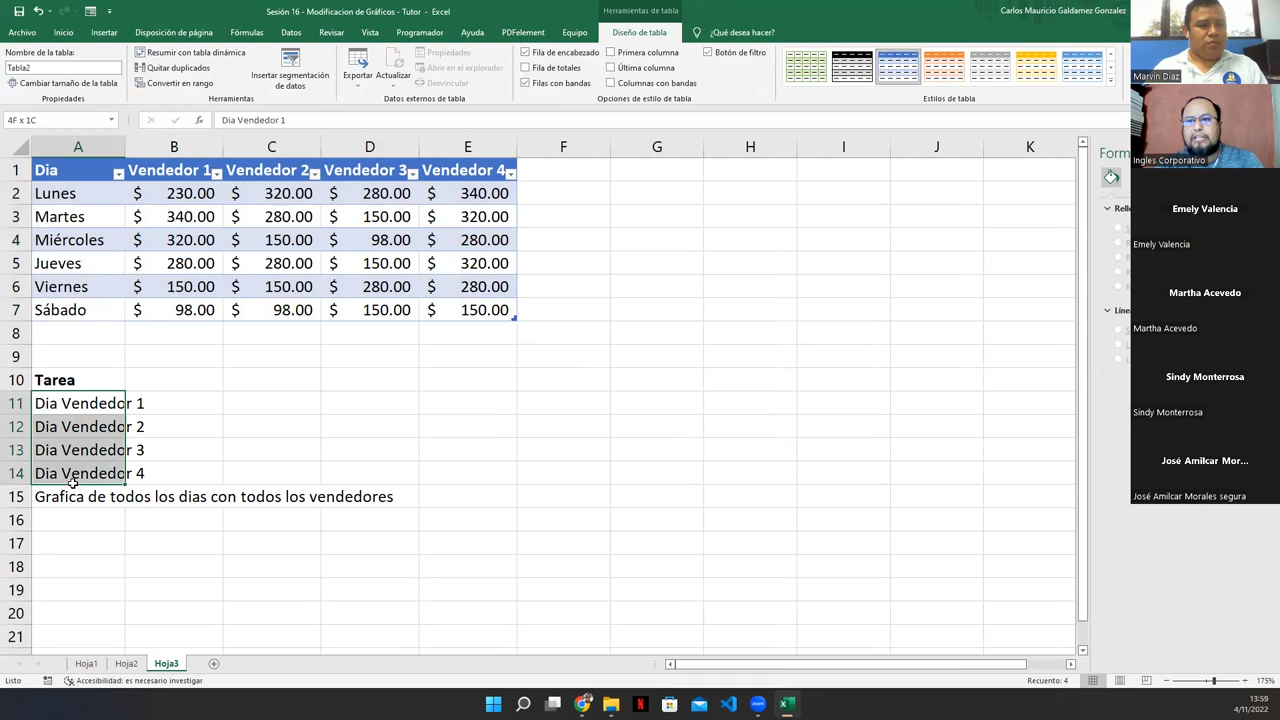 Sesión 16 - Modificacion de Gráficos - Tutor - Excel
Herramientas de tabla
Carlos Mauricio Galdamez Gonzalez
Archivo Inicio Insertar Disposición de página Fórmulas Datos Revisar Vista Programador Ayuda PDFelement Equipo Diseño de tabla ¿Qué desea hacer?
Nombre de la tabla:
Tabla2
Cambiar tamaño de la tabla
Propiedades
Resumir con tabla dinámica
Quitar duplicados
Convertir en rango
Insertar segmentación de datos
Herramientas
Exportar Actualizar
Propiedades
Abrir en el explorador
Desvincular
Datos externos de tabla
Fila de encabezado Primera columna Botón de filtro
Fila de totales Última columna
Filas con bandas Columnas con bandas
Opciones de estilo de tabla
Estilos de tabla
4F x 1C
fx
Dia Vendedor 1
A B C D E F G H I J K
1 Dia Vendedor 1 Vendedor 2 Vendedor 3 Vendedor 4
2 Lunes $ 230.00 $ 320.00 $ 280.00 $ 340.00
3 Martes $ 340.00 $ 280.00 $ 150.00 $ 320.00
4 Miércoles $ 320.00 $ 150.00 $ 98.00 $ 280.00
5 Jueves $ 280.00 $ 280.00 $ 150.00 $ 320.00
6 Viernes $ 150.00 $ 150.00 $ 280.00 $ 280.00
7 Sábado $ 98.00 $ 98.00 $ 150.00 $ 150.00
8
9
10 Tarea
11 Dia Vendedor 1
12 Dia Vendedor 2
13 Dia Vendedor 3
14 Dia Vendedor 4
15 Grafica de todos los dias con todos los vendedores
16
17
18
19
20
21
Form
Rell
Líne
Hoja1 Hoja2 Hoja3
Listo
Accesibilidad: es necesario investigar
Recuento: 4
175%
13:59
4/11/2022
Marvin Diaz
Ingles Corporativo
Emely Valencia
Emely Valencia
Martha Acevedo
Martha Acevedo
Sindy Monterrosa
Sindy Monterrosa
José Amilcar Mor...
José Amilcar Morales segura